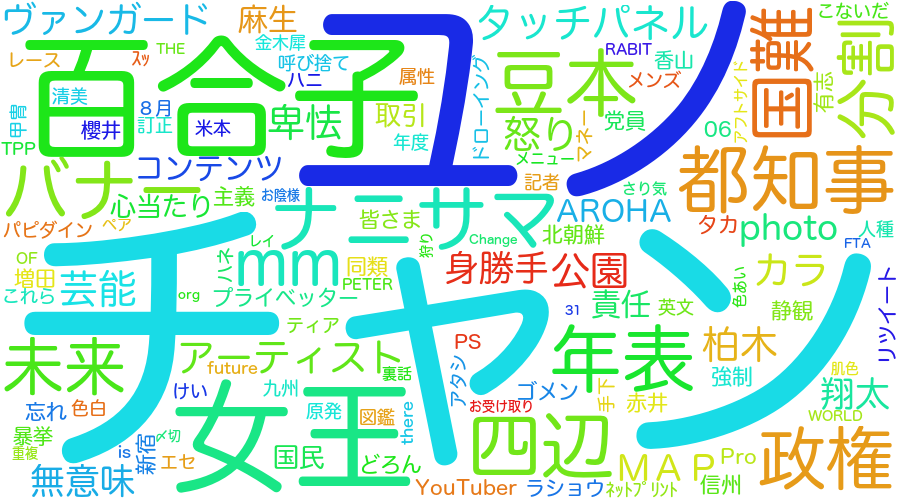 ヴァンガード
麻生
タッチパネル
こないだ
THE
ｽｯ
金木犀
ユノ
RABIT
国難
分割
レース
百合子
呼び捨て
属性
豆本
香山
メンズ
アフトサイド
有志
清美
ハニ
ドローイング
甲冑
8月
櫻井
訂正
米本
卑怯
取引
怒り
党員
マネー
06
TPP
年度
メニュー
コンテンツ
バナー
心当たり
主義
お陰様
記者
さり気
都知事
ナニサマ
皆さま
AROHA
タカ
photo
人種
パピダイン
ペア
ハネ
レイ
狩り
Change
北朝鮮
FTA
OF
増田
芸能
mm
同類
PETER
身勝手
公園
色あい
カラ
これら
org
プライベッター
チャン
31
責任
英文
静観
リツイート
ティア
未来
アーティスト
PS
年表
柏木
future
裏話
アタシ
ゴメン
手下
強制
肌色
忘れ
色白
けい
九州
女王
原発
図鑑
there
お受け取り
赤井
翔太
WORLD
暴挙
重複
is
新宿
〆切
エセ
国民
どろん
四辺
MAP
Pro
政権
無意味
YouTuber
ラショウ
ﾈｯﾄﾌﾟﾘﾝﾄ
信州